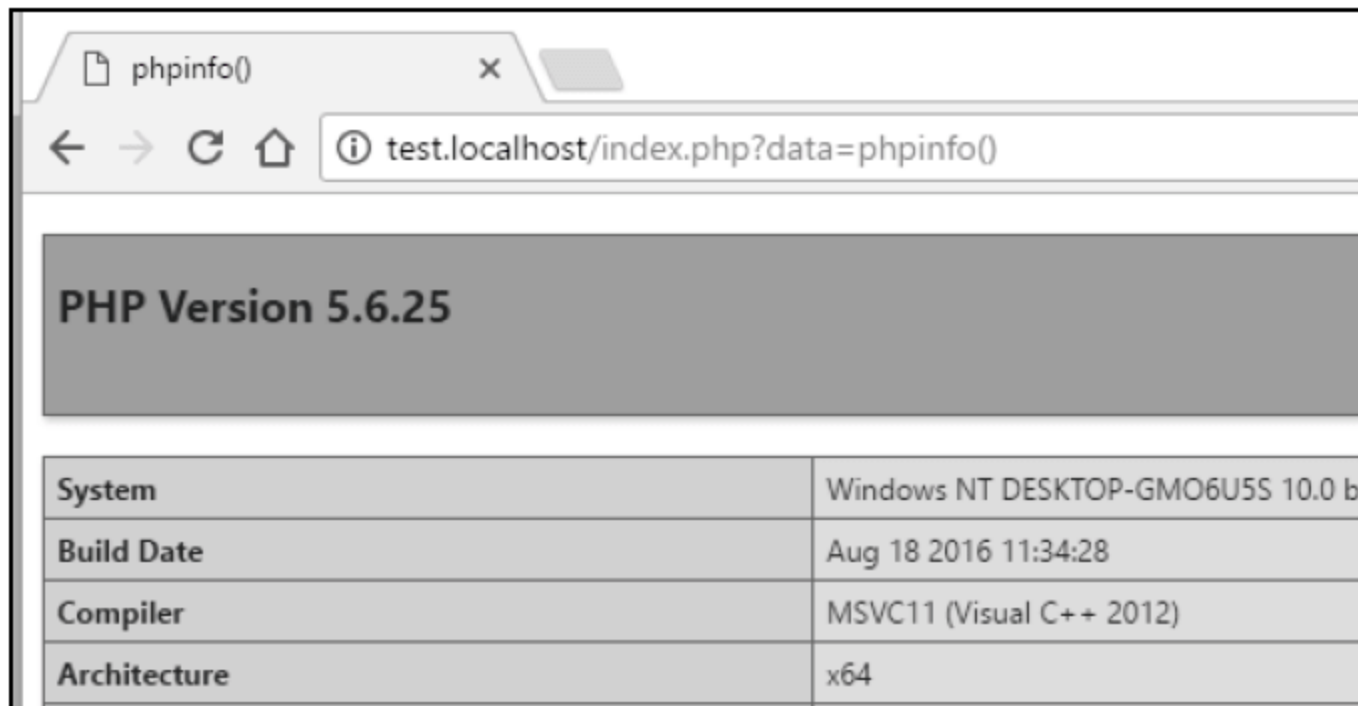 phpinfo()
test.localhost/index.php?data=phpinfo()
PHP Version 5.6.25
System Windows NT DESKTOP-GMO6U5S 10.0 b
Build Date Aug 18 2016 11:34:28
Compiler MSVC11 (Visual C++ 2012)
Architecture x64